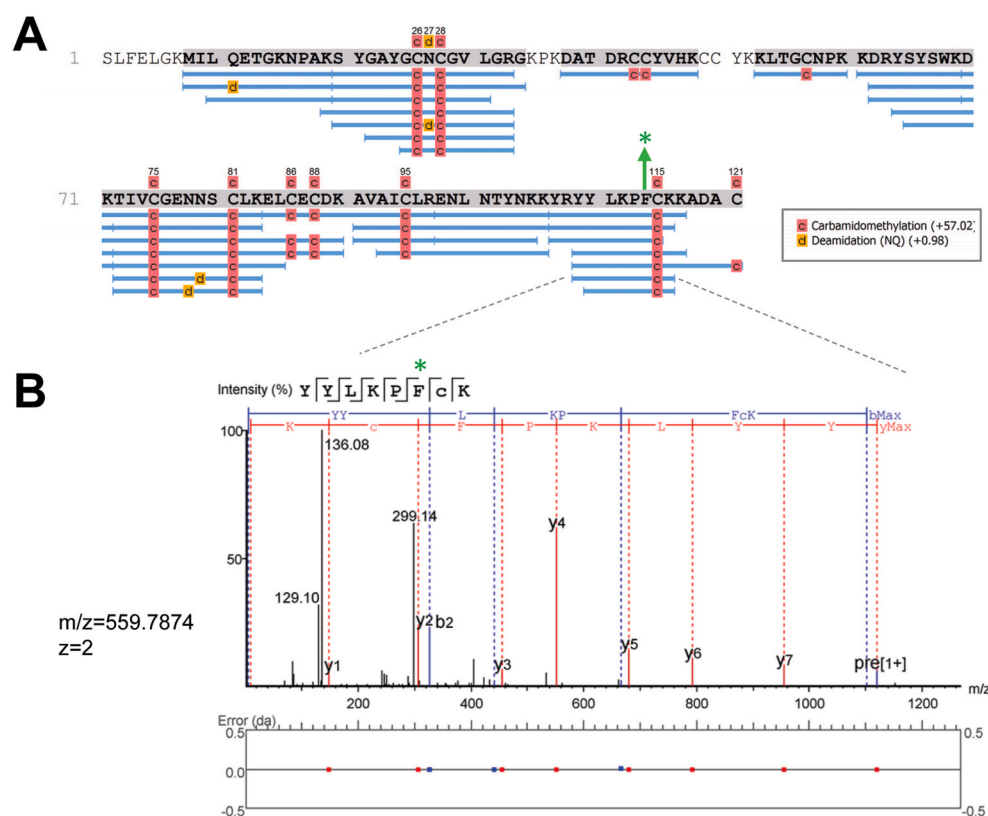 A
26 27 28
c d c
1 SLFELGKMIL QETGKNPAKS YGAYGCNCGV LGRGKPKDAT DRCCYVHKCC YKKLTGCNPK KDRYSYSWKD
c c c c c
d c c
c c
c c
c d c
c c
c c
*
75 81 86 88 95 115 121
c c c c c c c
71 KTIVCGENNS CLKELCECDK AVAICLRENL NTYNKKYRYY LKPFCKKADA C
c c c c c c
c c c c
c c c c c c
c c c c c c
c c c c
c d c c
c d c c
c Carbamidomethylation (+57.02)
d Deamidation (NQ) (+0.98)
B
*
Intensity (%) Y Y L K P F c K
YY L KP FcK bMax
K c F P K L Y Y yMax
100
136.08
299.14
y4
50
129.10
m/z=559.7874
z=2
y2 b2
y1 y3 y5 y6 y7 pre[1+]
m/z
200 400 600 800 1000 1200
Error (da)
0.5 0.5
0.0 0.0
-0.5 -0.5